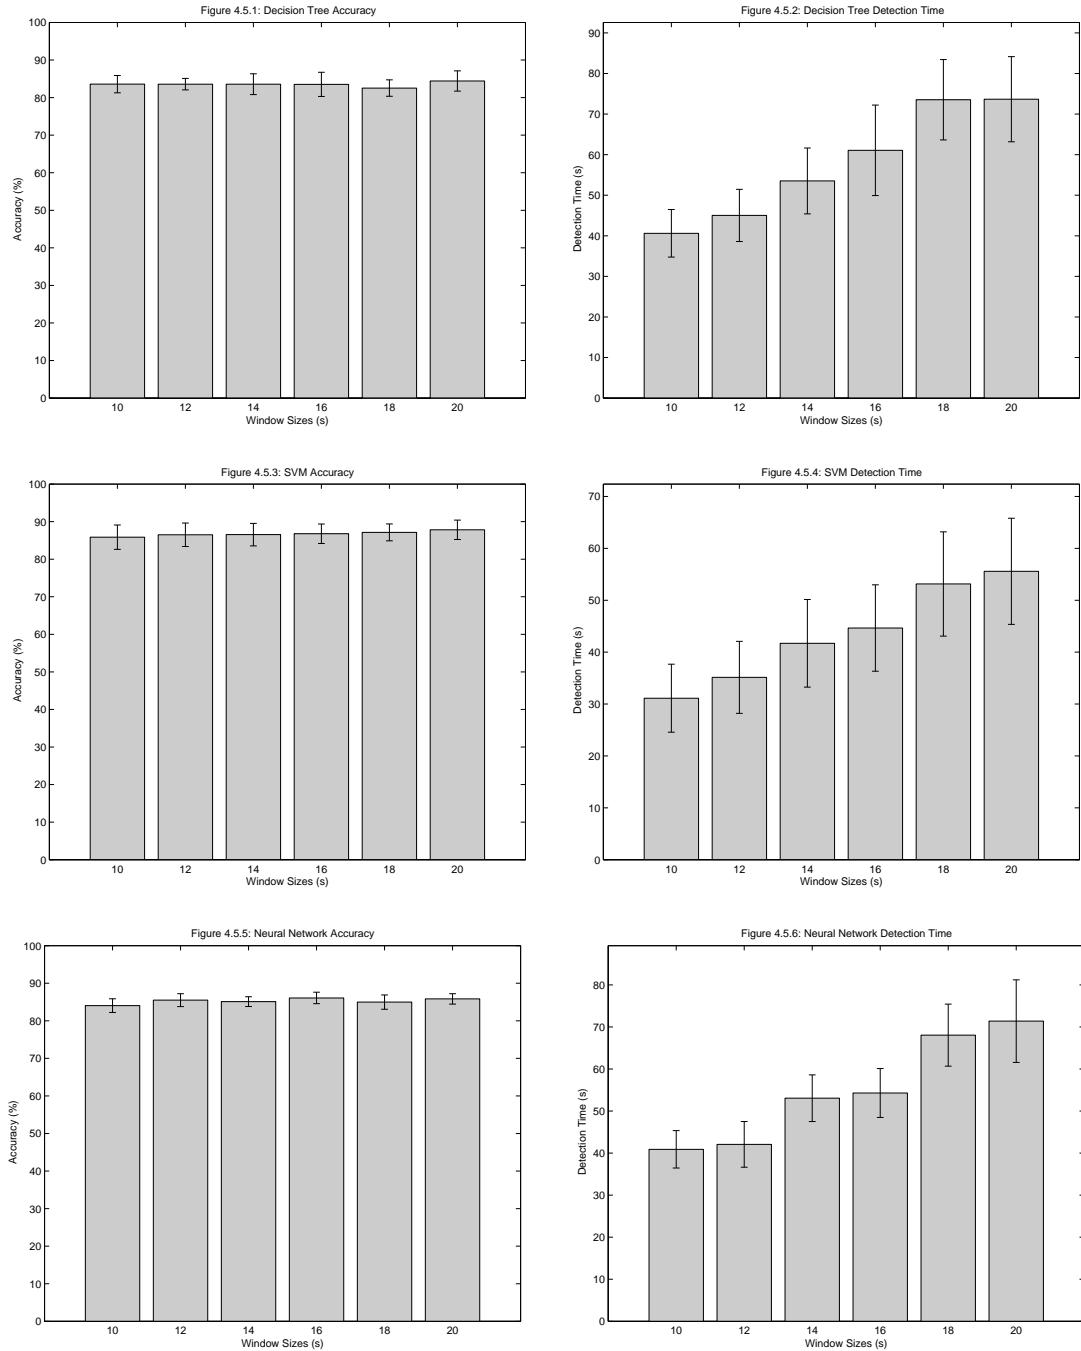 Figure 4.5.1: Decision Tree Accuracy
100
90
80
70
60
50
40
30
20
10
0
Accuracy (%)
10 12 14 16 18 20
Window Sizes (s)
Figure 4.5.2: Decision Tree Detection Time
90
80
70
60
50
40
30
20
10
0
Detection Time (s)
10 12 14 16 18 20
Window Sizes (s)
Figure 4.5.3: SVM Accuracy
100
90
80
70
60
50
40
30
20
10
0
Accuracy (%)
10 12 14 16 18 20
Window Sizes (s)
Figure 4.5.4: SVM Detection Time
70
60
50
40
30
20
10
0
Detection Time (s)
10 12 14 16 18 20
Window Sizes (s)
Figure 4.5.5: Neural Network Accuracy
100
90
80
70
60
50
40
30
20
10
0
Accuracy (%)
10 12 14 16 18 20
Window Sizes (s)
Figure 4.5.6: Neural Network Detection Time
80
70
60
50
40
30
20
10
0
Detection Time (s)
10 12 14 16 18 20
Window Sizes (s)